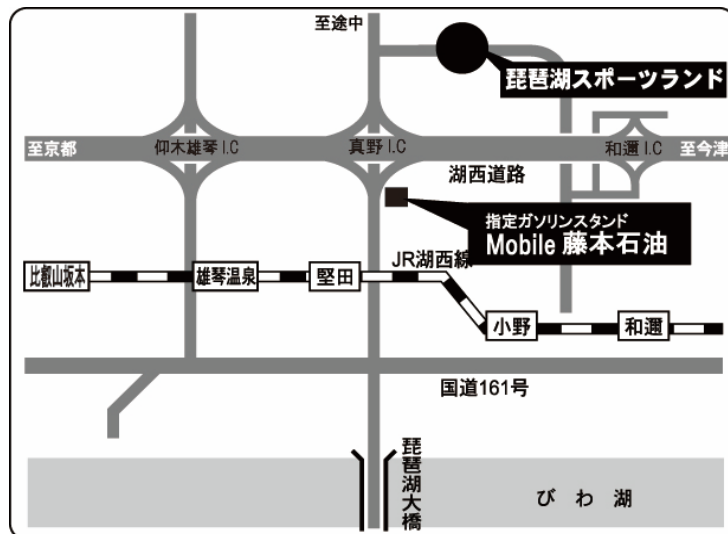 至途中
琵琶湖スポーツランド
至京都
仰木雄琴 I.C
真野 I.C
和邇 I.C
至今津
湖西道路
指定ガソリンスタンド
Mobile 藤本石油
JR湖西線
比叡山坂本
雄琴温泉
堅田
小野
和邇
国道161号
琵琶湖大橋
びわ湖